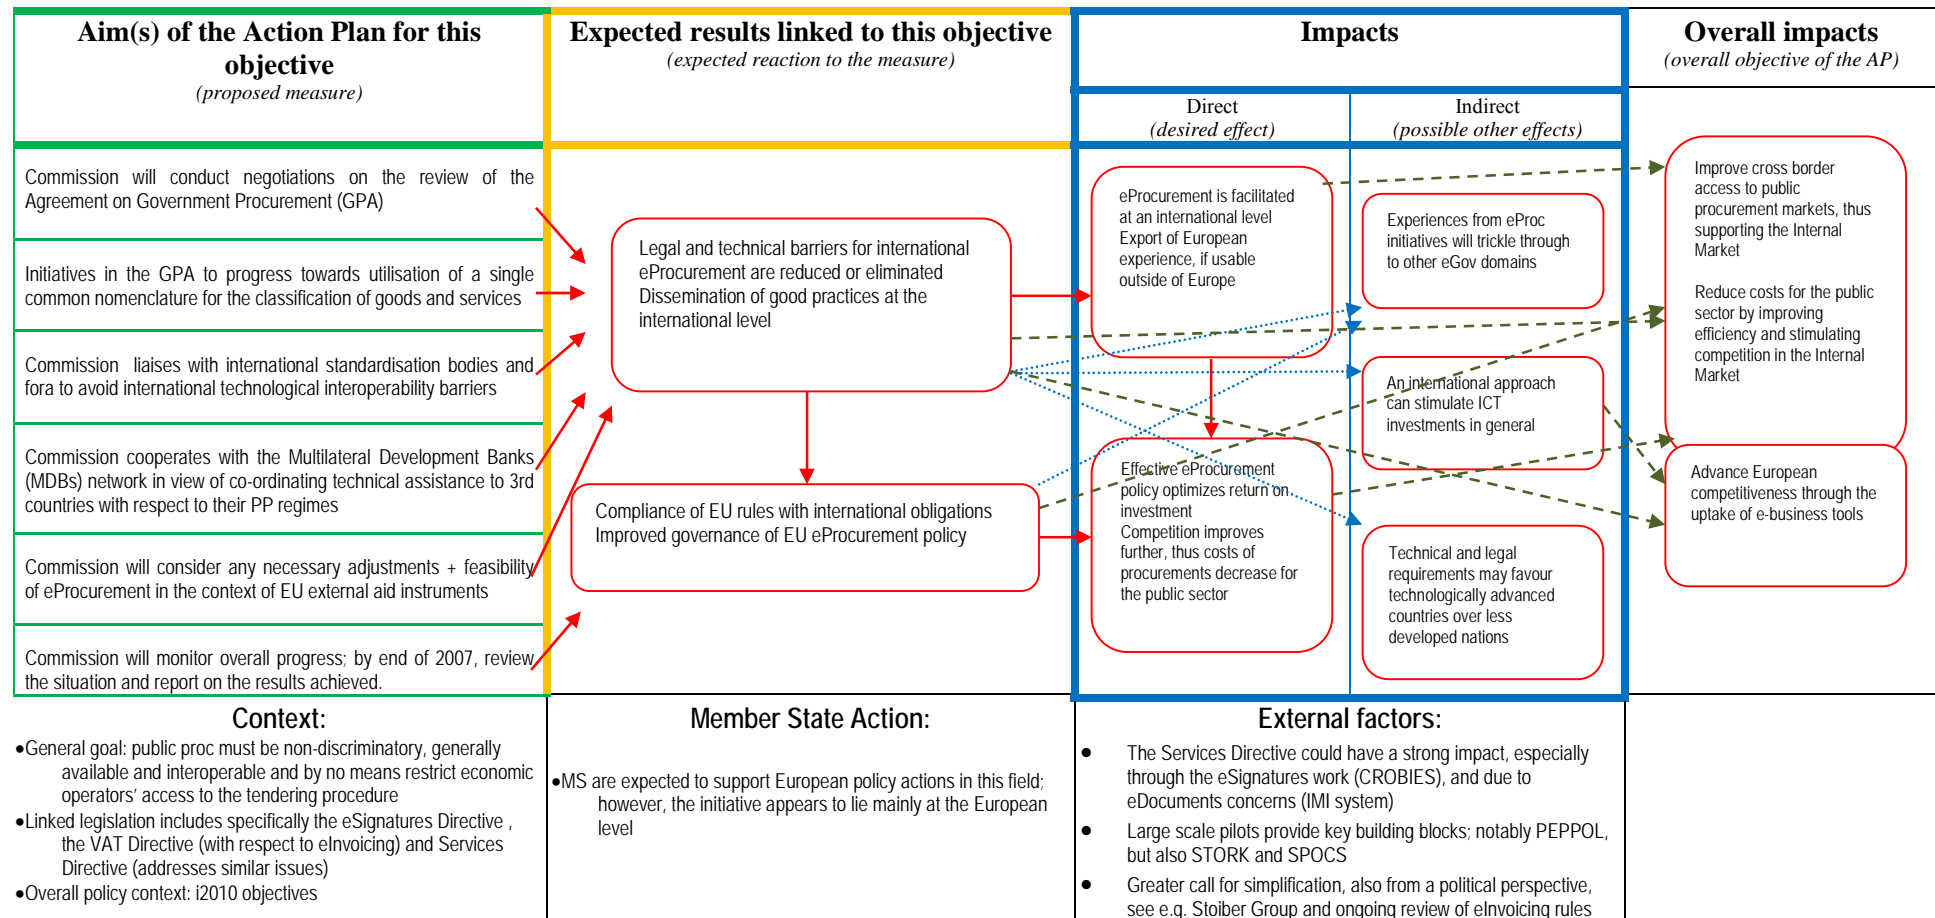 Aim(s) of the Action Plan for this
objective
(proposed measure)
Expected results linked to this objective
(expected reaction to the measure)
Impacts
Overall impacts
(overall objective of the AP)
Direct
(desired effect)
Indirect
(possible other effects)
Commission will conduct negotiations on the review of the
Agreement on Government Procurement (GPA)
Initiatives in the GPA to progress towards utilisation of a single
common nomenclature for the classification of goods and services
Commission liaises with international standardisation bodies and
fora to avoid international technological interoperability barriers
Commission cooperates with the Multilateral Development Banks
(MDBs) network in view of co-ordinating technical assistance to 3rd
countries with respect to their PP regimes
Commission will consider any necessary adjustments + feasibility
of eProcurement in the context of EU external aid instruments
Commission will monitor overall progress; by end of 2007, review
the situation and report on the results achieved.
Legal and technical barriers for international
eProcurement are reduced or eliminated
Dissemination of good practices at the
international level
Compliance of EU rules with international obligations
Improved governance of EU eProcurement policy
eProcurement is facilitated
at an international level
Export of European
experience, if usable
outside of Europe
Effective eProcurement
policy optimizes return on
investment
Competition improves
further, thus costs of
procurements decrease for
the public sector
Experiences from eProc
initiatives will trickle through
to other eGov domains
An international approach
can stimulate ICT
investments in general
Technical and legal
requirements may favour
technologically advanced
countries over less
developed nations
Improve cross border
access to public
procurement markets, thus
supporting the Internal
Market
Reduce costs for the public
sector by improving
efficiency and stimulating
competition in the Internal
Market
Advance European
competitiveness through the
uptake of e-business tools
Context:
•General goal: public proc must be non-discriminatory, generally
available and interoperable and by no means restrict economic
operators' access to the tendering procedure
•Linked legislation includes specifically the eSignatures Directive ,
the VAT Directive (with respect to eInvoicing) and Services
Directive (addresses similar issues)
•Overall policy context: i2010 objectives
Member State Action:
•MS are expected to support European policy actions in this field;
however, the initiative appears to lie mainly at the European
level
External factors:
• The Services Directive could have a strong impact, especially
through the eSignatures work (CROBIES), and due to
eDocuments concerns (IMI system)
• Large scale pilots provide key building blocks; notably PEPPOL,
but also STORK and SPOCS
• Greater call for simplification, also from a political perspective,
see e.g. Stoiber Group and ongoing review of eInvoicing rules